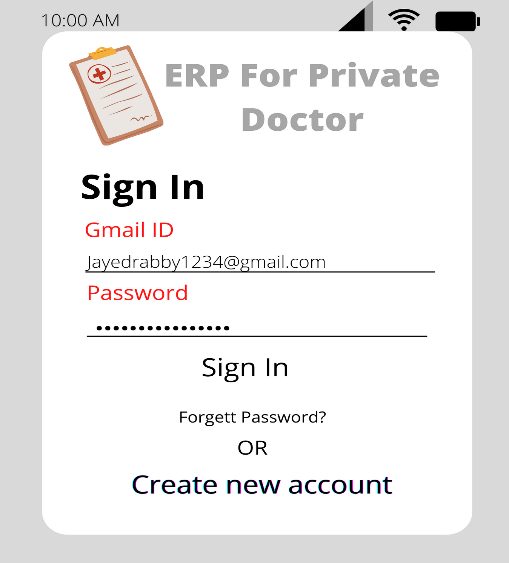 10:00 AM
ERP For Private
Doctor
Sign In
Gmail ID
Jayedrabby1234@gmail.com
Password
••••••••••••••••
Sign In
Forgett Password?
OR
Create new account